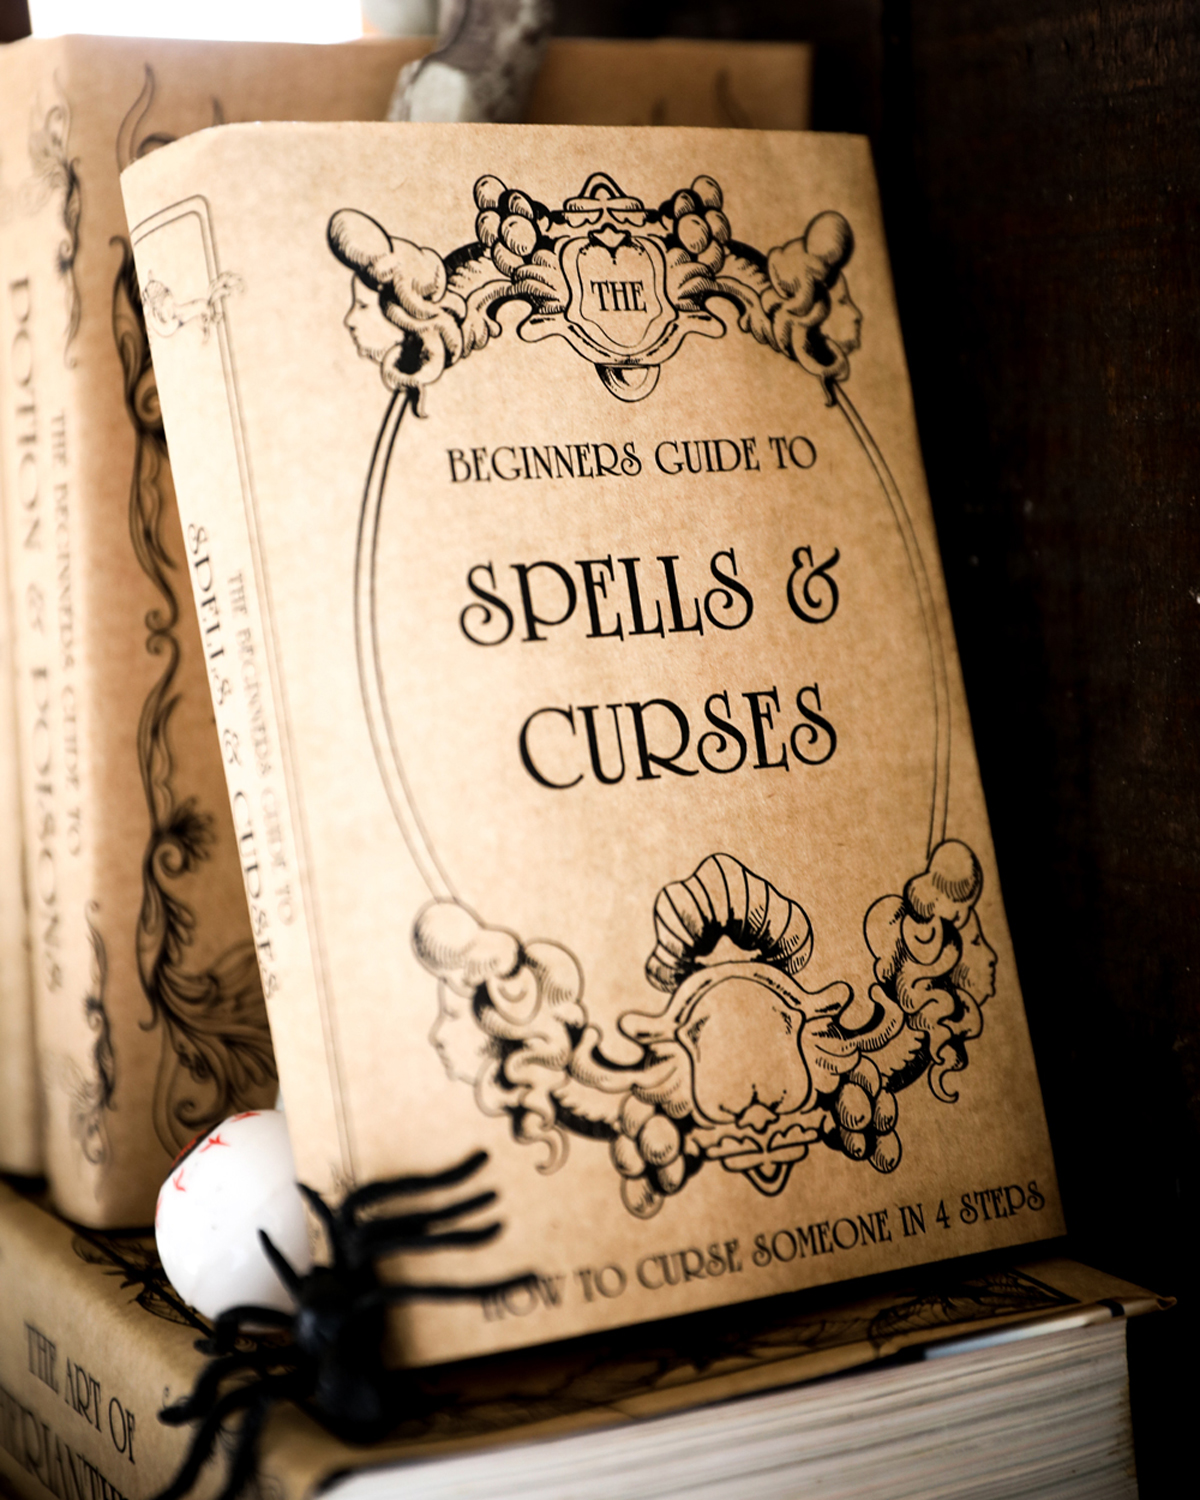 THE
BEGINNERS GUIDE TO
SPELLS &
CURSES
HOW TO CURSE SOMEONE IN 4 STEPS
THE BEGINNERS GUIDE TO
SPELLS & CURSES
THE BEGINNERS GUIDE TO
POTION & POISONS
THE ART OF